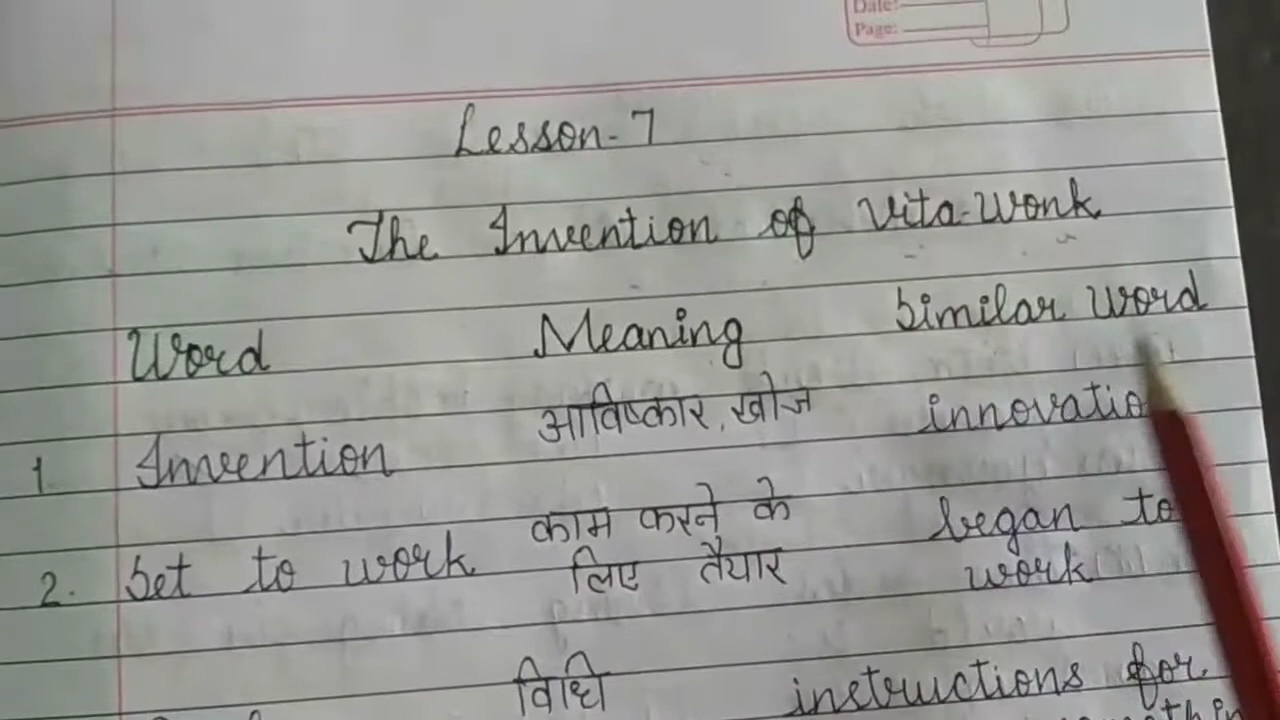 Date:
Page:
Lesson-7
The Invention of Vita-Wonk
Word Meaning Similar word
1. Invention आविष्कार, खोज
2. Set to work काम करने के लिए तैयार began to work
विधि instructions for